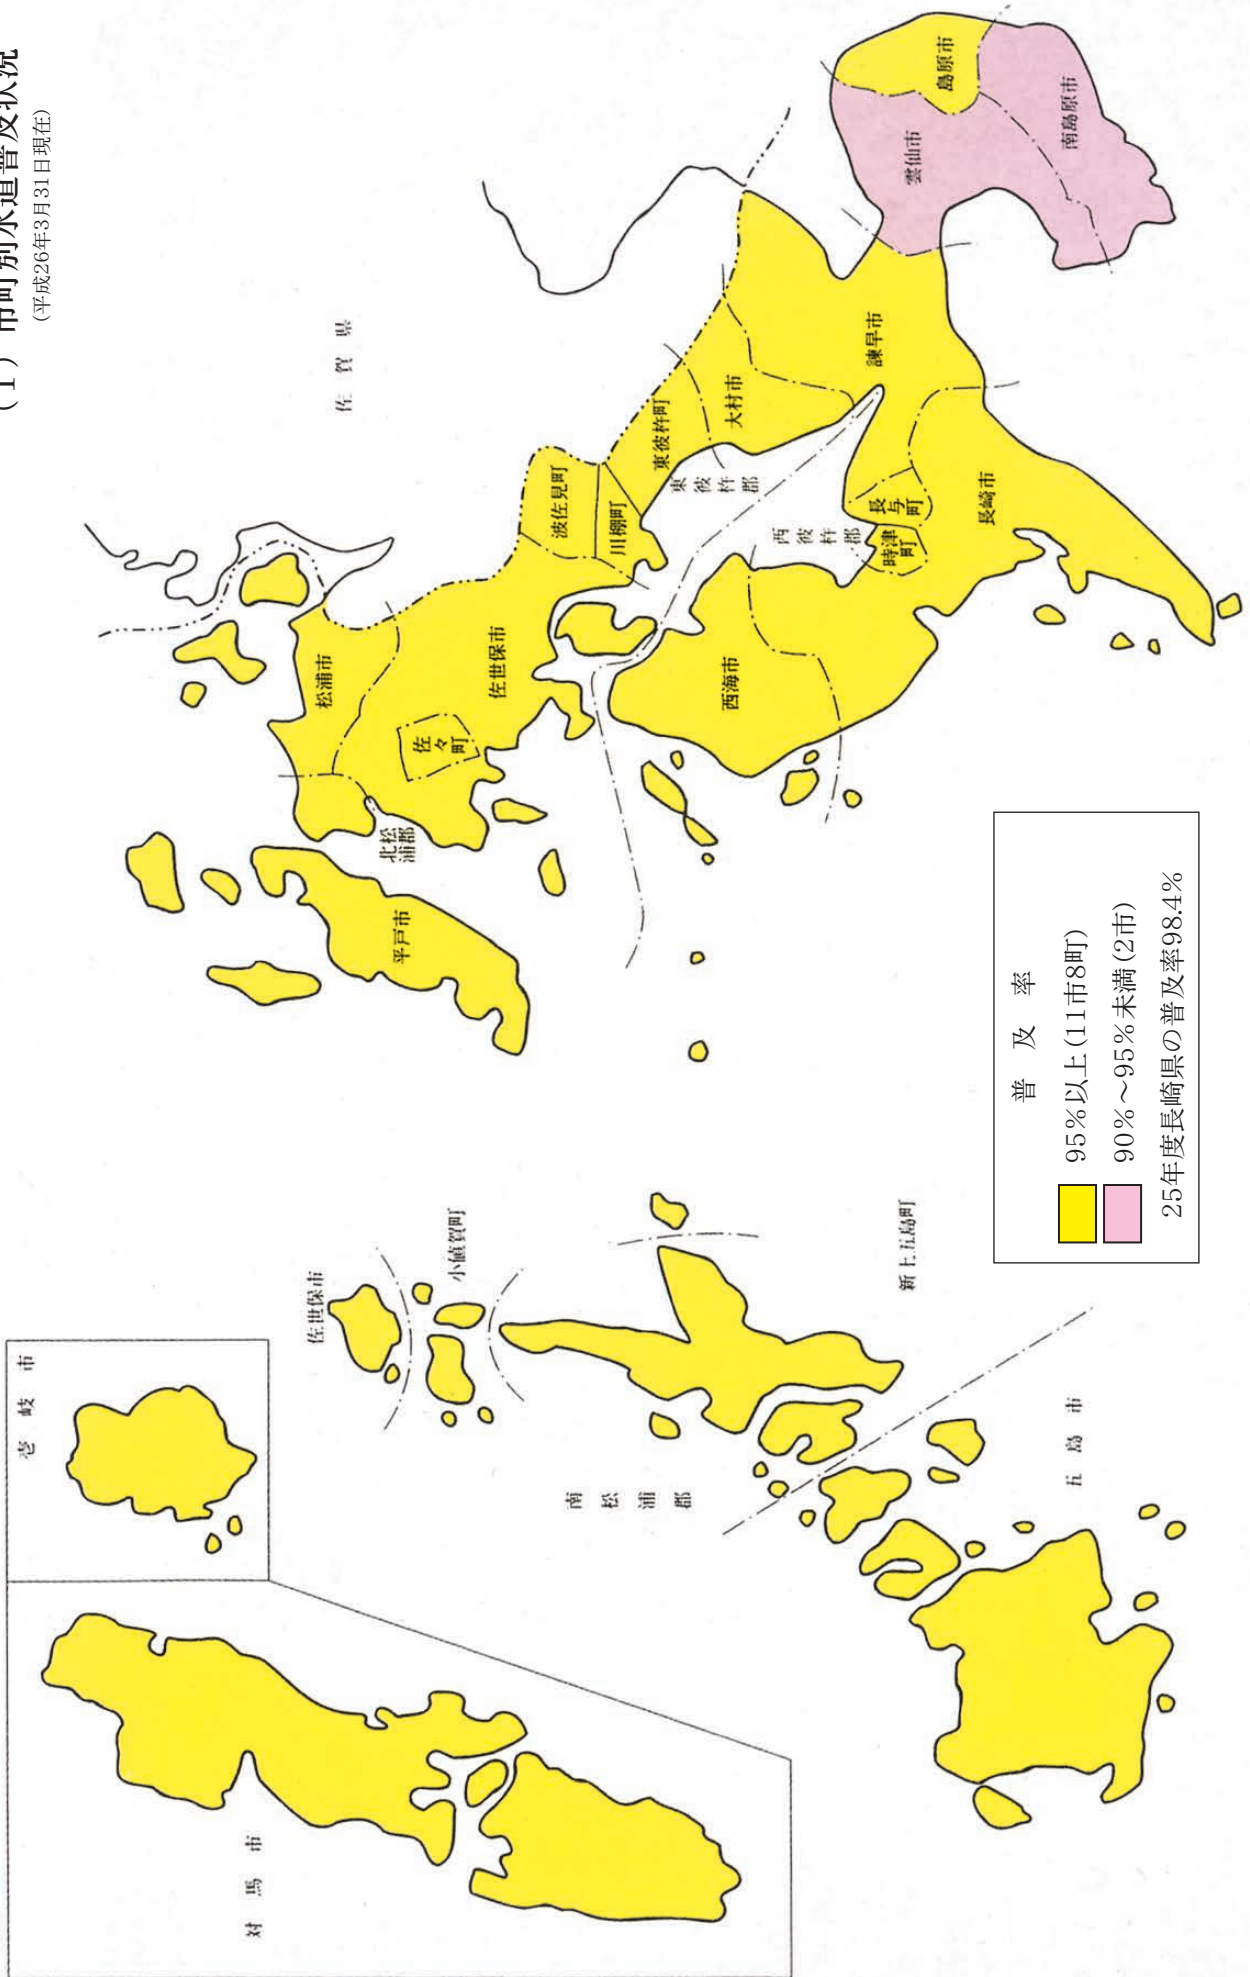 (1) 市町別水道普及状況
(平成26年3月31日現在)
壱岐市
対馬市
佐世保市
小値賀町
南松浦郡
新上五島町
五島市
平戸市
北松浦郡
松浦市
佐々町
佐世保市
佐賀県
波佐見町
川棚町
東彼杵町
東彼杵郡
大村市
西彼杵郡
西海市
時津町
長与町
長崎市
諫早市
雲仙市
島原市
南島原市
普及率
95%以上(11市8町)
90%~95%未満(2市)
25年度長崎県の普及率98.4%